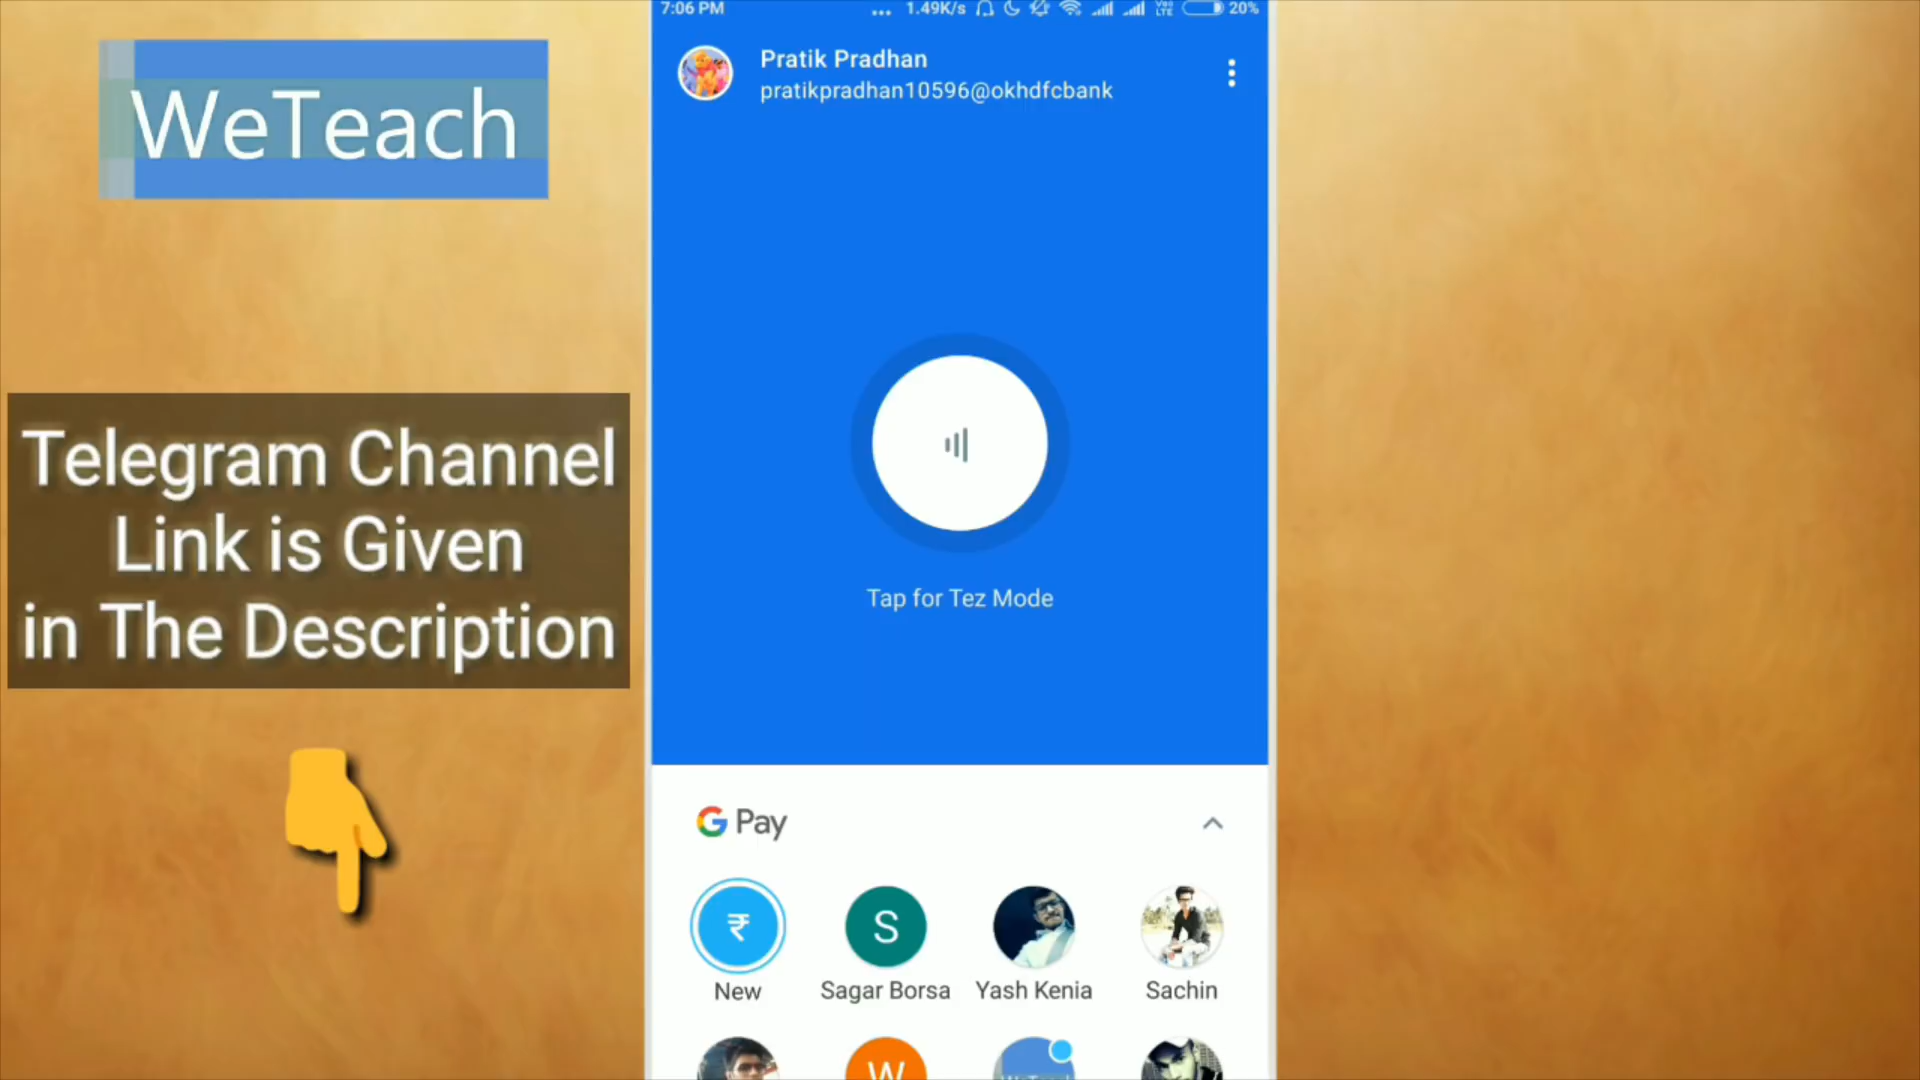 7:06 PM ... 1.49K/s 20%
Pratik Pradhan
pratikpradhan10596@okhdfcbank
WeTeach
Telegram Channel
Link is Given
in The Description
Tap for Tez Mode
G Pay
₹ S
New Sagar Borsa Yash Kenia Sachin
W WeTeach